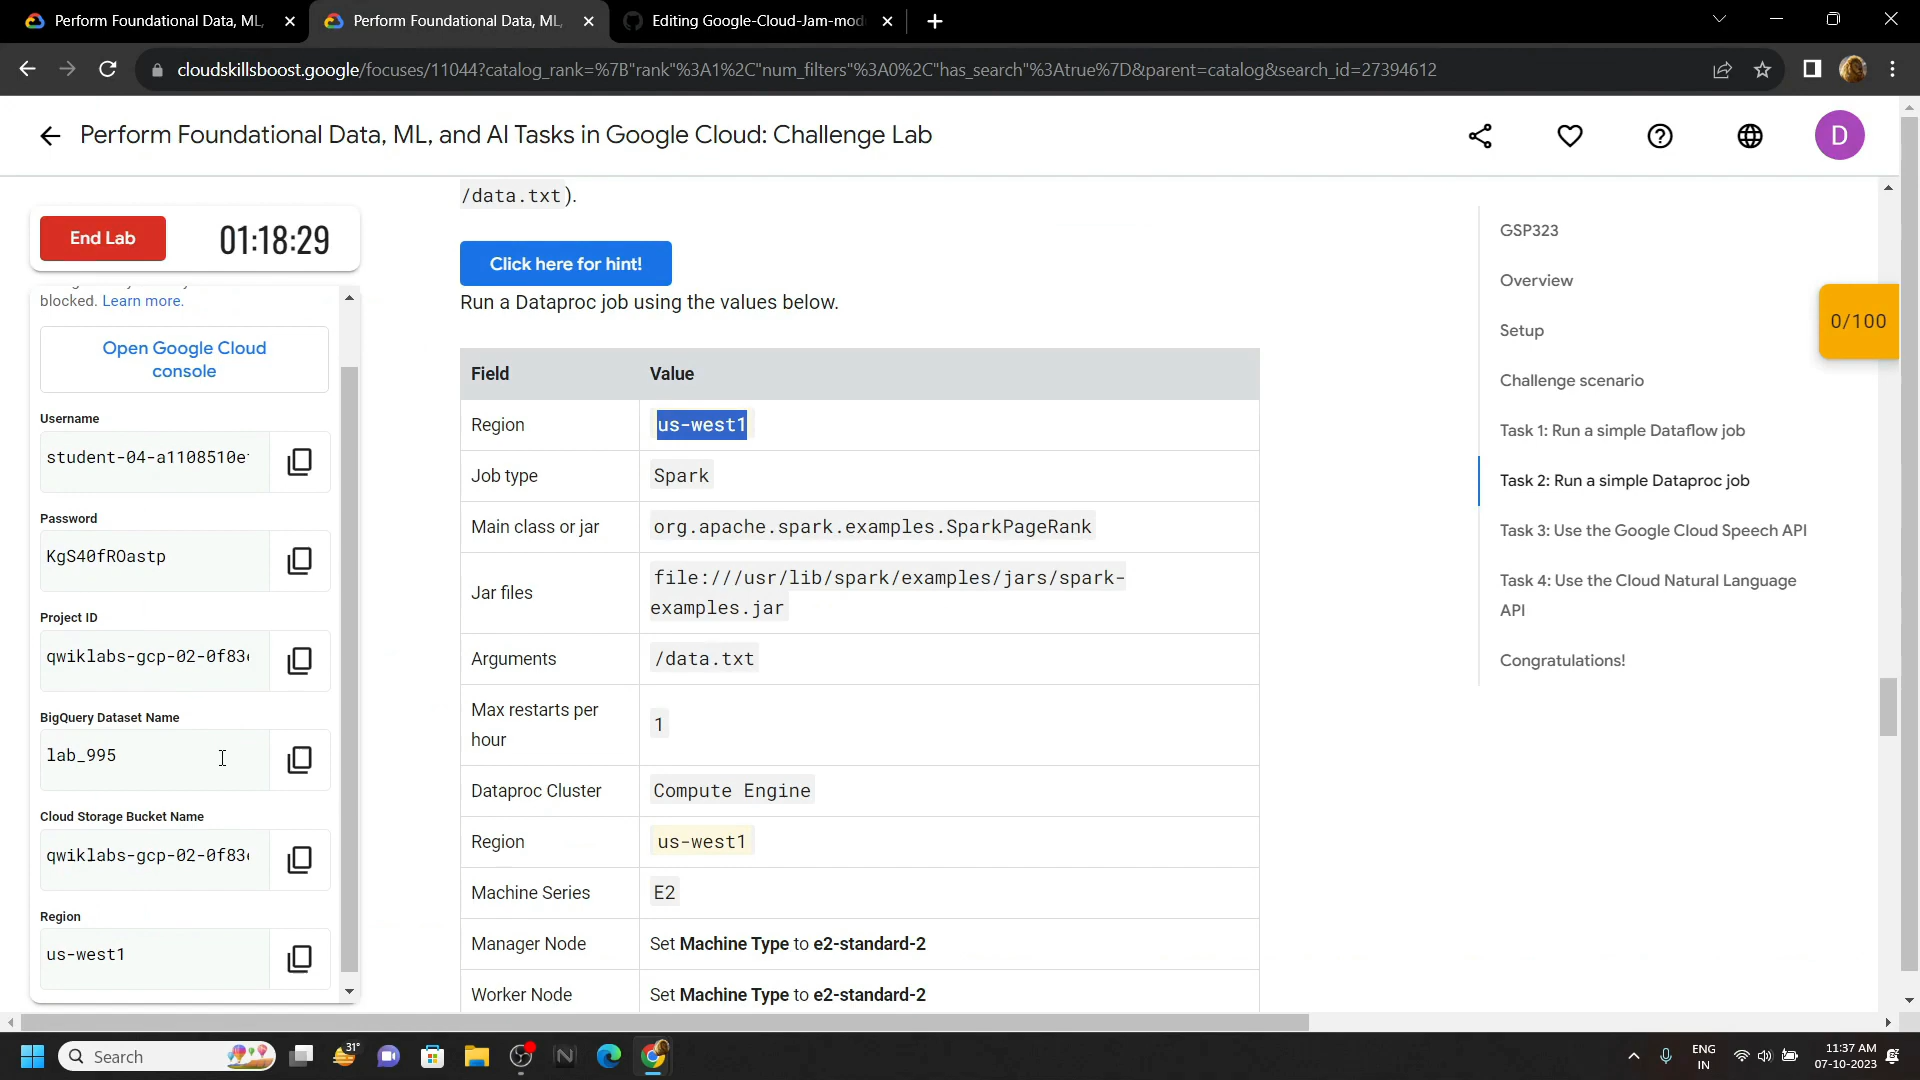 Perform Foundational Data, ML,
Perform Foundational Data, ML,
Editing Google-Cloud-Jam-mod
cloudskillsboost.google/focuses/11044?catalog_rank=%7B"rank"%3A1%2C"num_filters"%3A0%2C"has_search"%3Atrue%7D&parent=catalog&search_id=27394612
Perform Foundational Data, ML, and AI Tasks in Google Cloud: Challenge Lab
D
End Lab
01:18:29
blocked. Learn more.
Open Google Cloud
console
Username
student-04-a1108510e
Password
KgS40fROastp
Project ID
qwiklabs-gcp-02-0f83
BigQuery Dataset Name
lab_995
Cloud Storage Bucket Name
qwiklabs-gcp-02-0f83
Region
us-west1
/data.txt).
Click here for hint!
Run a Dataproc job using the values below.
Field Value
Region us-west1
Job type Spark
Main class or jar org.apache.spark.examples.SparkPageRank
Jar files file:///usr/lib/spark/examples/jars/spark-
examples.jar
Arguments /data.txt
Max restarts per
hour 1
Dataproc Cluster Compute Engine
Region us-west1
Machine Series E2
Manager Node Set Machine Type to e2-standard-2
Worker Node Set Machine Type to e2-standard-2
GSP323
Overview
Setup
Challenge scenario
Task 1: Run a simple Dataflow job
Task 2: Run a simple Dataproc job
Task 3: Use the Google Cloud Speech API
Task 4: Use the Cloud Natural Language
API
Congratulations!
0/100
Search
31°
ENG
IN
11:37 AM
07-10-2023